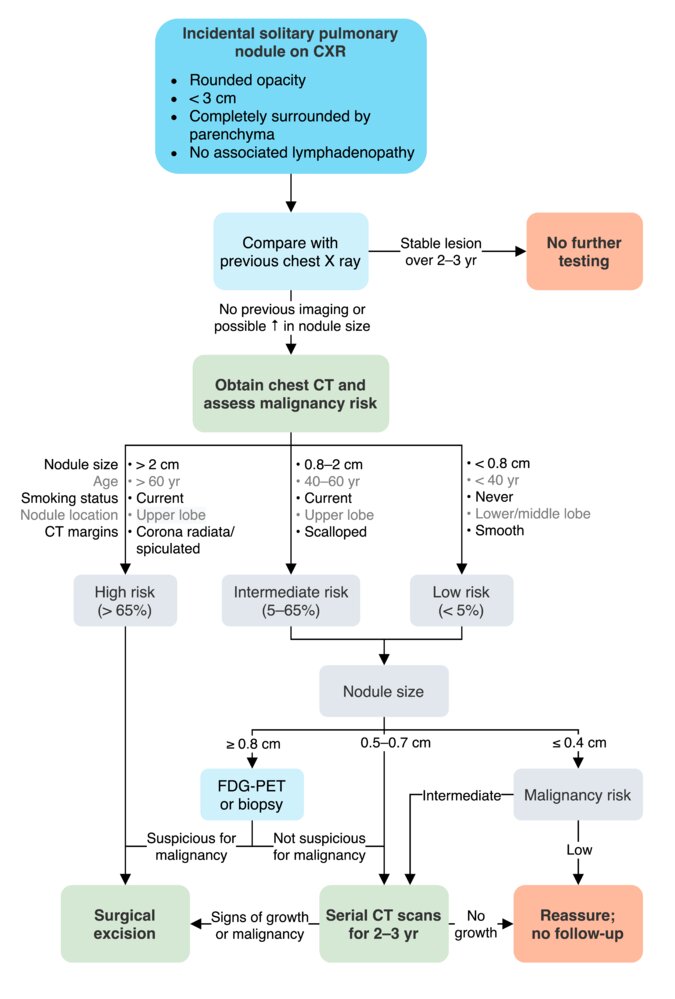 Incidental solitary pulmonary
nodule on CXR
• Rounded opacity
• < 3 cm
• Completely surrounded by
parenchyma
• No associated lymphadenopathy
Compare with
previous chest X ray
Stable lesion
over 2–3 yr
No further
testing
No previous imaging or
possible ↑ in nodule size
Obtain chest CT and
assess malignancy risk
Nodule size
Age
Smoking status
Nodule location
CT margins
• > 2 cm
• > 60 yr
• Current
• Upper lobe
• Corona radiata/
spiculated
• 0.8–2 cm
• 40–60 yr
• Current
• Upper lobe
• Scalloped
• < 0.8 cm
• < 40 yr
• Never
• Lower/middle lobe
• Smooth
High risk
(> 65%)
Intermediate risk
(5–65%)
Low risk
(< 5%)
Nodule size
≥ 0.8 cm
0.5–0.7 cm
≤ 0.4 cm
FDG-PET
or biopsy
Intermediate
Malignancy risk
Suspicious for
malignancy
Not suspicious
for malignancy
Low
Surgical
excision
Signs of growth
or malignancy
Serial CT scans
for 2–3 yr
No
growth
Reassure;
no follow-up